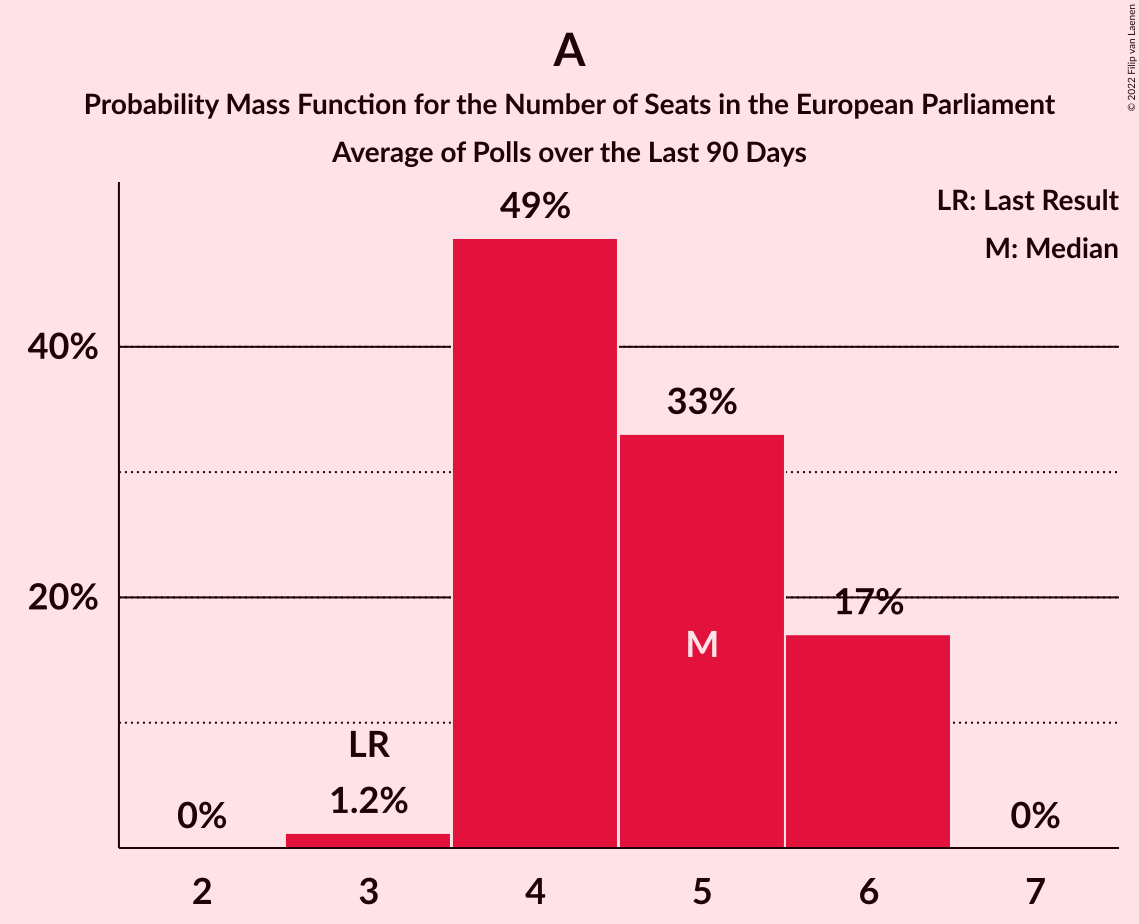 A
Probability Mass Function for the Number of Seats in the European Parliament
Average of Polls over the Last 90 Days
© 2022 Filip van Laenen
LR: Last Result
M: Median
49%
40%
33%
20%
17%
M
LR
1.2%
0%
0%
2
3
4
5
6
7